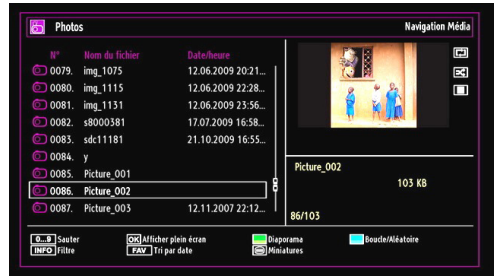 Photos Navigation Média
N° Nom du fichier Date/heure
0079. img_1075 12.06.2009 20:21...
0080. img_1115 12.06.2009 22:28...
0081. img_1131 12.06.2009 23:56...
0082. s8000381 17.07.2009 16:58...
0083. sdc11181 21.10.2009 16:55...
0084. y
0085. Picture_001
0086. Picture_002
0087. Picture_003 12.11.2007 22:12...
Picture_002
103 KB
86/103
0...9 Sauter OK Afficher plein écran Diaporama Boucle/Aléatoire
INFO Filtre FAV Tri par date Miniatures